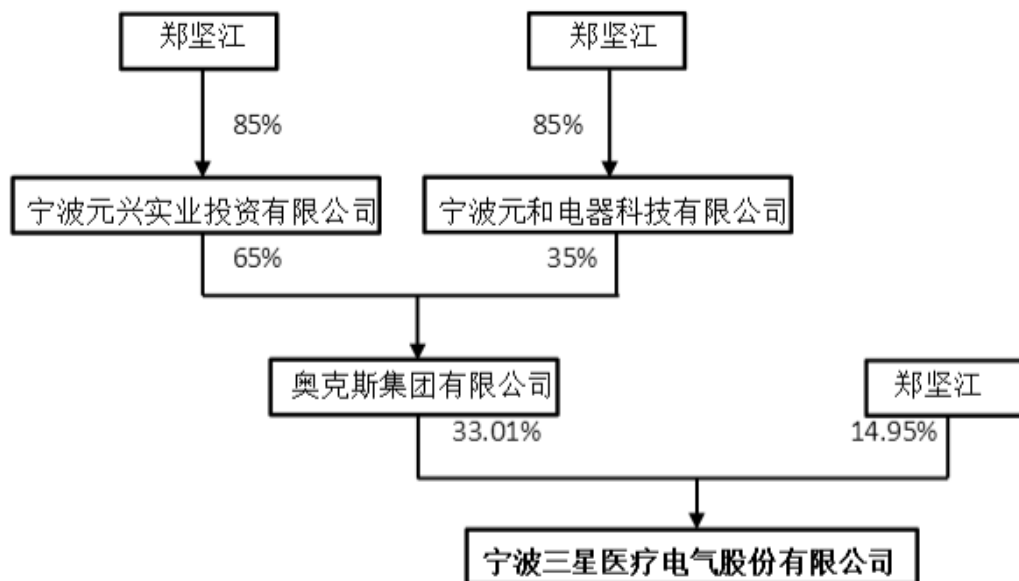 郑坚江
郑坚江
85%
85%
宁波元兴实业投资有限公司
宁波元和电器科技有限公司
65%
35%
奥克斯集团有限公司
郑坚江
33.01%
14.95%
宁波三星医疗电气股份有限公司